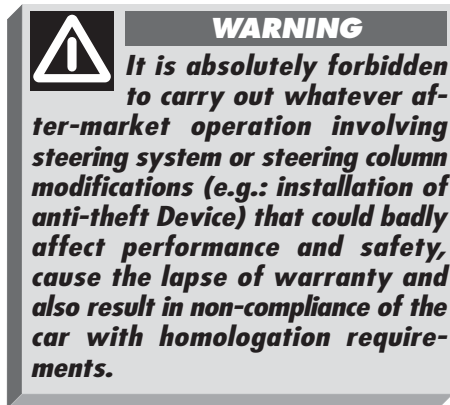 WARNING
It is absolutely forbidden
to carry out whatever af-
ter-market operation involving
steering system or steering column
modifications (e.g.: installation of
anti-theft Device) that could badly
affect performance and safety,
cause the lapse of warranty and
also result in non-compliance of the
car with homologation require-
ments.